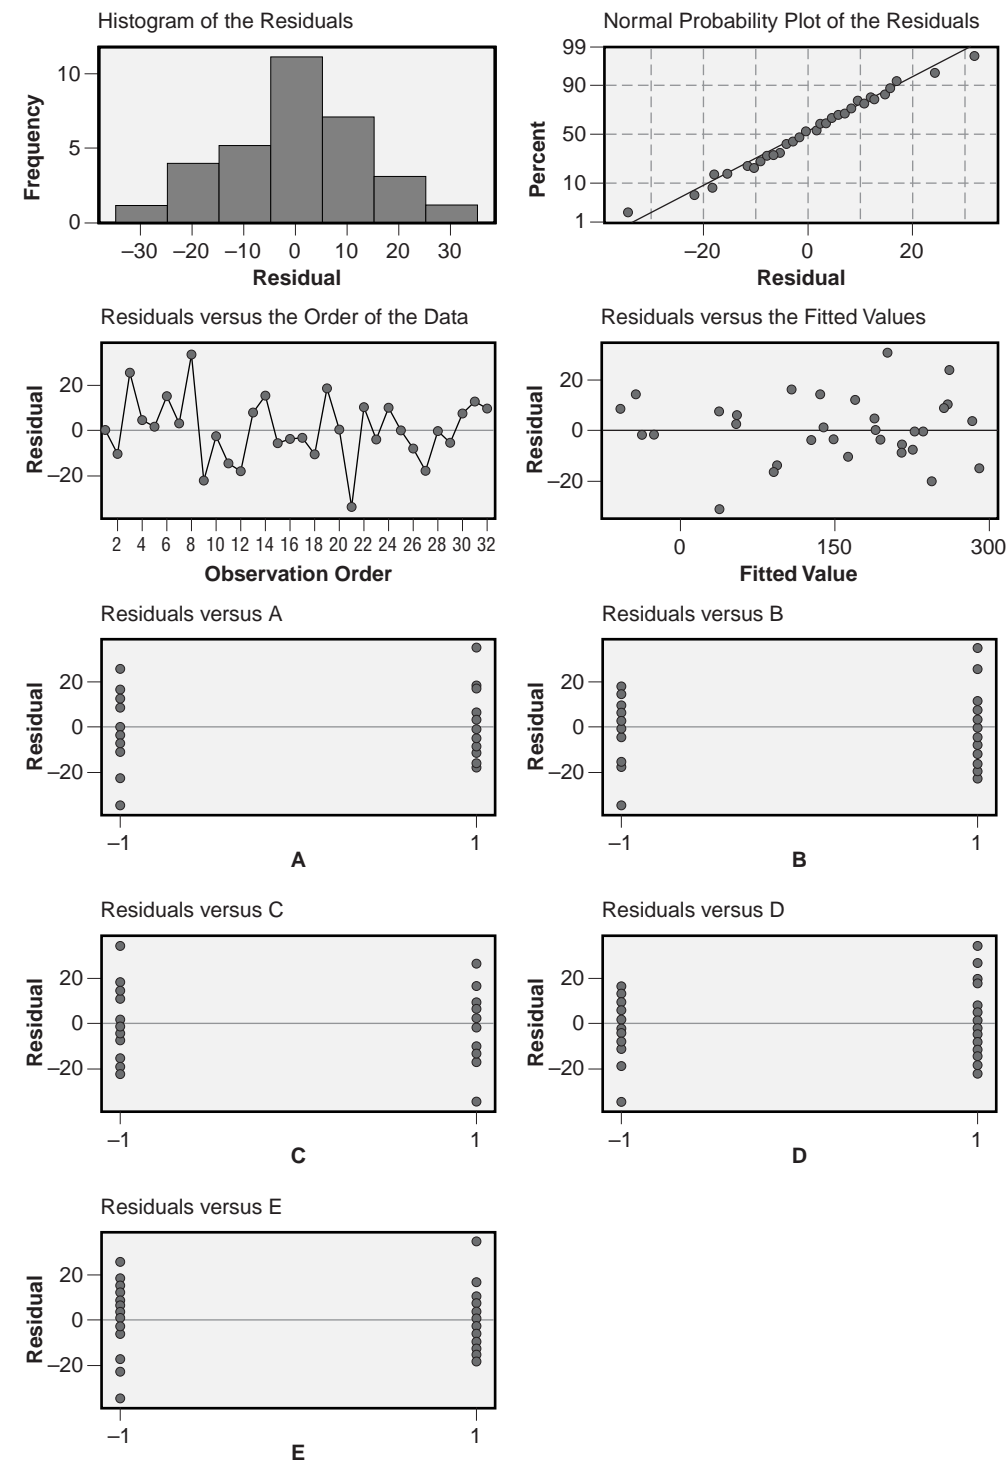 Histogram of the Residuals
Frequency
10
5
0
–30 –20 –10 0 10 20 30
Residual
Normal Probability Plot of the Residuals
Percent
99
90
50
10
1
–20 0 20
Residual
Residuals versus the Order of the Data
Residual
20
0
–20
2 4 6 8 10 12 14 16 18 20 22 24 26 28 30 32
Observation Order
Residuals versus the Fitted Values
Residual
20
0
–20
0 150 300
Fitted Value
Residuals versus A
Residual
20
0
–20
–1 1
A
Residuals versus B
Residual
20
0
–20
–1 1
B
Residuals versus C
Residual
20
0
–20
–1 1
C
Residuals versus D
Residual
20
0
–20
–1 1
D
Residuals versus E
Residual
20
0
–20
–1 1
E